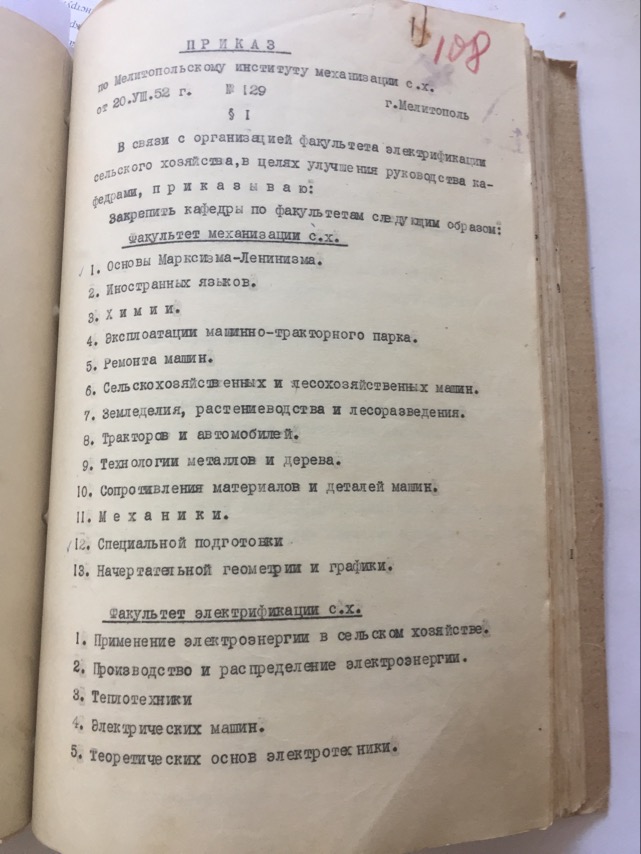 108
П Р И К А З
по Мелитопольскому институту механизации с.х.
от 20.УШ.52 г. № 129 г.Мелитополь
§ I
В связи с организацией факультета электрификации
сельского хозяйства,в целях улучшения руководства ка-
федрами, п р и к а з ы в а ю:
Закрепить кафедры по факультетам следующим образом:
Факультет механизации с.х.
1. Основы Марксизма-Ленинизма.
2. Иностранных языков.
3. Х и м и и.
4. Эксплоатации машинно-тракторного парка.
5. Ремонта машин.
6. Сельскохозяйственных и лесохозяйственных машин.
7. Земледелия, растениеводства и лесоразведения.
8. Тракторов и автомобилей.
9. Технологии металлов и дерева.
10. Сопротивления материалов и деталей машин.
11. М е х а н и к и.
12. Специальной подготовки
13. Начертательной геометрии и графики.
Факультет электрификации с.х.
1. Применение электроэнергии в сельском хозяйстве.
2. Производство и распределение электроэнергии.
3. Теплотехники
4. Электрических машин.
5. Теоретических основ электротехники.